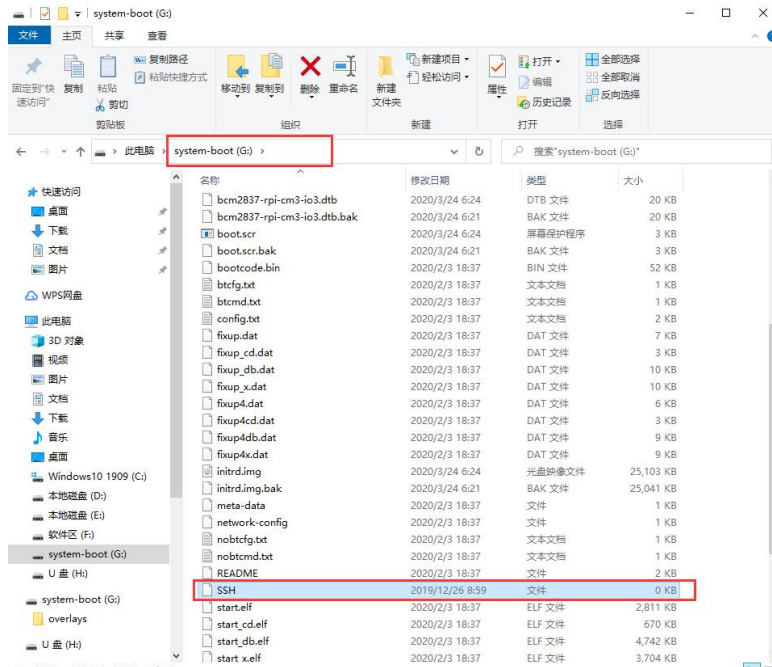 system-boot (G:)
文件 主页 共享 查看
固定到"快速访问"
复制
粘贴
复制路径
粘贴快捷方式
剪切
移动到 复制到 删除 重命名
新建文件夹
新建项目
轻松访问
属性
打开
编辑
历史记录
全部选择
全部取消
反向选择
剪贴板 组织 新建 打开 选择
此电脑 system-boot (G:) 搜索"system-boot (G:)"
快速访问
桌面
下载
文档
图片
WPS网盘
此电脑
3D 对象
视频
图片
文档
下载
音乐
桌面
Windows10 1909 (C:)
本地磁盘 (D:)
本地磁盘 (E:)
软件区 (F:)
system-boot (G:)
U 盘 (H:)
system-boot (G:)
overlays
U 盘 (H:)
名称 修改日期 类型 大小
bcm2837-rpi-cm3-io3.dtb 2020/3/24 6:24 DTB 文件 20 KB
bcm2837-rpi-cm3-io3.dtb.bak 2020/3/24 6:21 BAK 文件 20 KB
boot.scr 2020/3/24 6:24 屏幕保护程序 3 KB
boot.scr.bak 2020/3/24 6:21 BAK 文件 3 KB
bootcode.bin 2020/2/3 18:37 BIN 文件 52 KB
btcfg.txt 2020/2/3 18:37 文本文档 1 KB
btcmd.txt 2020/2/3 18:37 文本文档 1 KB
config.txt 2020/2/3 18:37 文本文档 2 KB
fixup.dat 2020/2/3 18:37 DAT 文件 7 KB
fixup_cd.dat 2020/2/3 18:37 DAT 文件 3 KB
fixup_db.dat 2020/2/3 18:37 DAT 文件 10 KB
fixup_x.dat 2020/2/3 18:37 DAT 文件 10 KB
fixup4.dat 2020/2/3 18:37 DAT 文件 6 KB
fixup4cd.dat 2020/2/3 18:37 DAT 文件 3 KB
fixup4db.dat 2020/2/3 18:37 DAT 文件 9 KB
fixup4x.dat 2020/2/3 18:37 DAT 文件 9 KB
initrd.img 2020/3/24 6:24 光盘映像文件 25,103 KB
initrd.img.bak 2020/3/24 6:21 BAK 文件 25,041 KB
meta-data 2020/2/3 18:37 文件 1 KB
network-config 2020/2/3 18:37 文件 1 KB
nobtcfg.txt 2020/2/3 18:37 文本文档 1 KB
nobtcmd.txt 2020/2/3 18:37 文本文档 1 KB
README 2020/2/3 18:37 文件 2 KB
SSH 2019/12/26 8:59 文件 0 KB
start.elf 2020/2/3 18:37 ELF 文件 2,811 KB
start_cd.elf 2020/2/3 18:37 ELF 文件 670 KB
start_db.elf 2020/2/3 18:37 ELF 文件 4,742 KB
start_x.elf 2020/2/3 18:37 ELF 文件 3,704 KB